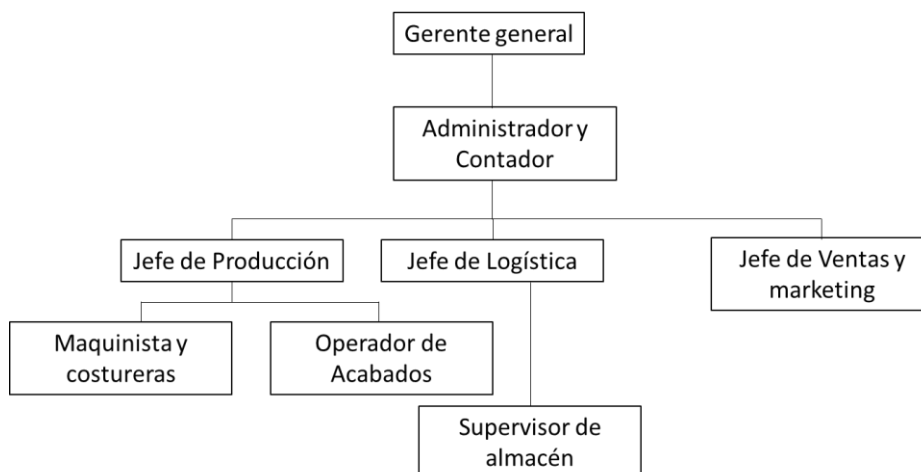 Gerente general
Administrador y
Contador
Jefe de Producción
Jefe de Logística
Jefe de Ventas y
marketing
Maquinista y
costureras
Operador de
Acabados
Supervisor de
almacén